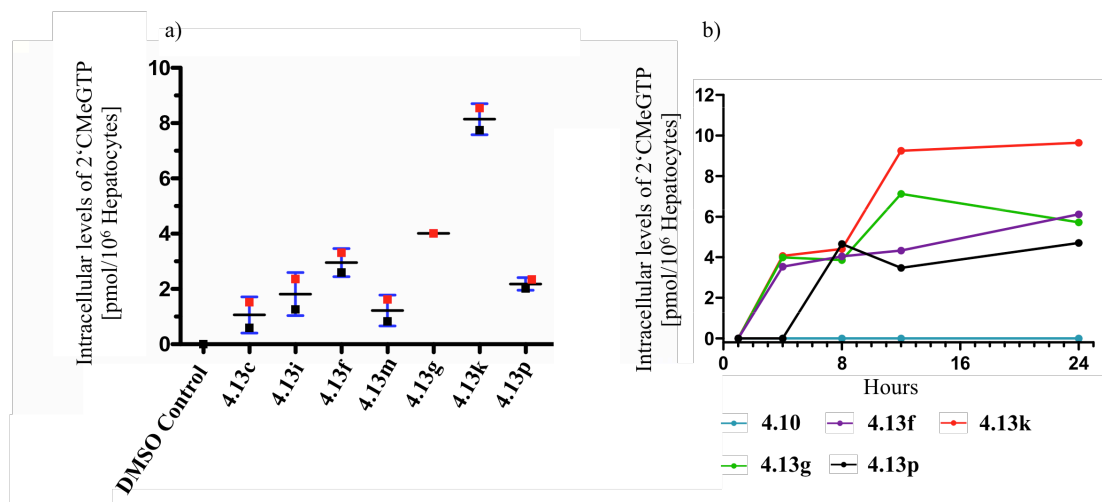 a)
Intracellular levels of 2‘CMeGTP
[pmol/10⁶ Hepatocytes]
10
8
6
4
2
0
DMSO Control
4.13c
4.13i
4.13f
4.13m
4.13g
4.13k
4.13p
b)
Intracellular levels of 2‘CMeGTP
[pmol/10⁶ Hepatocytes]
12
10
8
6
4
2
0
0 8 16 24
Hours
4.10 4.13f 4.13k
4.13g 4.13p